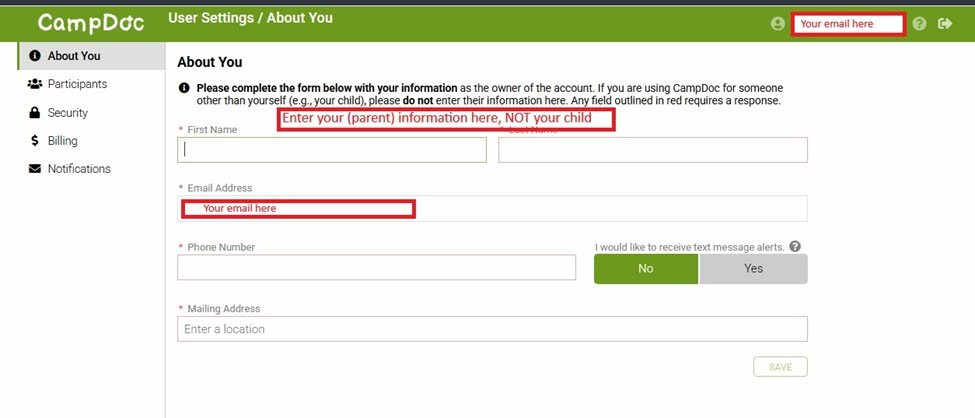 CampDoc
User Settings / About You
Your email here
About You
Participants
Security
Billing
Notifications
About You
Please complete the form below with your information as the owner of the account. If you are using CampDoc for someone
other than yourself (e.g., your child), please do not enter their information here. Any field outlined in red requires a response.
Enter your (parent) information here, NOT your child
* First Name
* Last Name
* Email Address
Your email here
* Phone Number
I would like to receive text message alerts. ?
No
Yes
* Mailing Address
Enter a location
SAVE